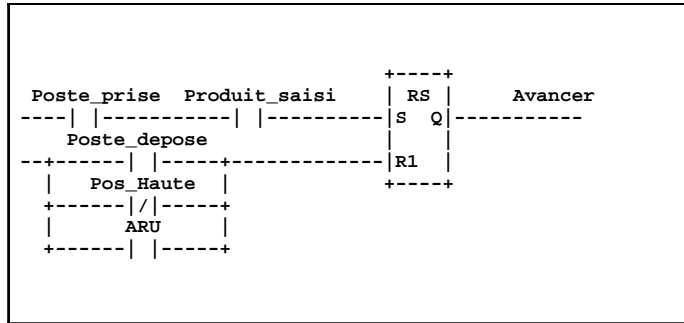 RS
Poste_prise Produit_saisi Avancer
S Q
Poste_depose
R1
Pos_Haute
/
ARU